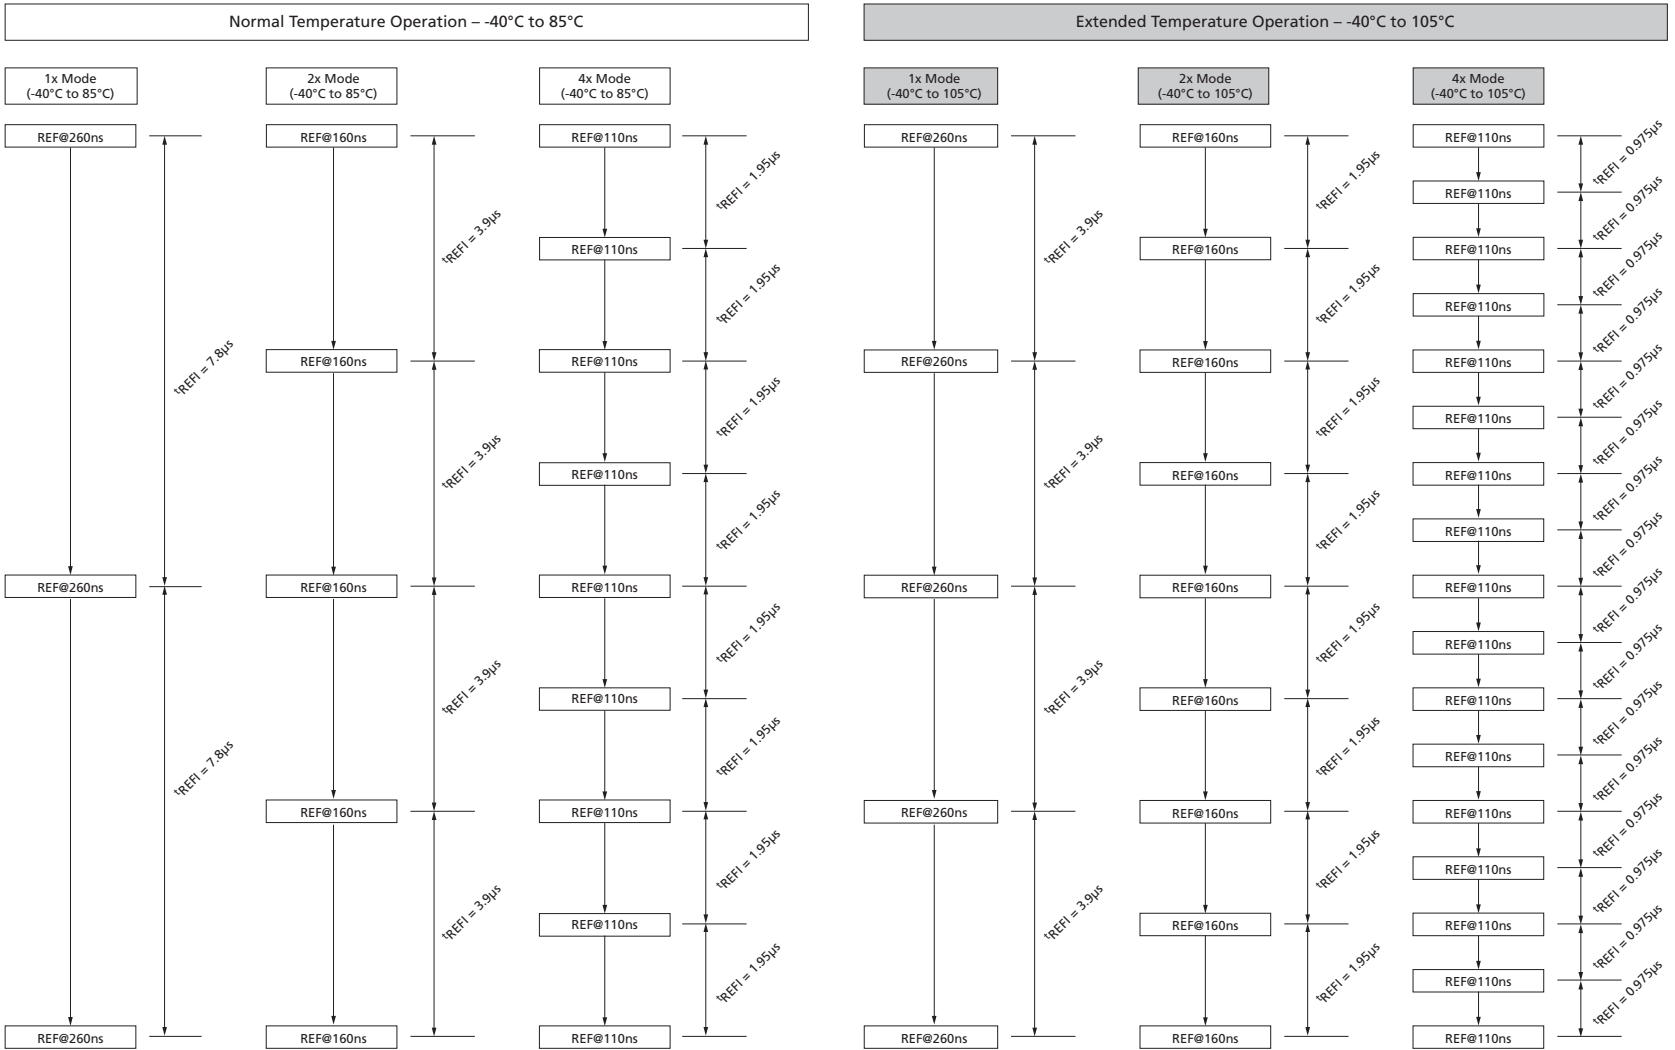 Normal Temperature Operation – -40°C to 85°C
1x Mode
(-40°C to 85°C)
REF@260ns
tREFI = 7.8µs
REF@260ns
tREFI = 7.8µs
REF@260ns
2x Mode
(-40°C to 85°C)
REF@160ns
tREFI = 3.9µs
REF@160ns
tREFI = 3.9µs
REF@160ns
tREFI = 3.9µs
REF@160ns
tREFI = 3.9µs
REF@160ns
4x Mode
(-40°C to 85°C)
REF@110ns
tREFI = 1.95µs
REF@110ns
tREFI = 1.95µs
REF@110ns
tREFI = 1.95µs
REF@110ns
tREFI = 1.95µs
REF@110ns
tREFI = 1.95µs
REF@110ns
tREFI = 1.95µs
REF@110ns
tREFI = 1.95µs
REF@110ns
tREFI = 1.95µs
REF@110ns
Extended Temperature Operation – -40°C to 105°C
1x Mode
(-40°C to 105°C)
REF@260ns
tREFI = 3.9µs
REF@260ns
tREFI = 3.9µs
REF@260ns
tREFI = 3.9µs
REF@260ns
tREFI = 3.9µs
REF@260ns
2x Mode
(-40°C to 105°C)
REF@160ns
tREFI = 1.95µs
REF@160ns
tREFI = 1.95µs
REF@160ns
tREFI = 1.95µs
REF@160ns
tREFI = 1.95µs
REF@160ns
tREFI = 1.95µs
REF@160ns
tREFI = 1.95µs
REF@160ns
tREFI = 1.95µs
REF@160ns
tREFI = 1.95µs
REF@160ns
4x Mode
(-40°C to 105°C)
REF@110ns
tREFI = 0.975µs
REF@110ns
tREFI = 0.975µs
REF@110ns
tREFI = 0.975µs
REF@110ns
tREFI = 0.975µs
REF@110ns
tREFI = 0.975µs
REF@110ns
tREFI = 0.975µs
REF@110ns
tREFI = 0.975µs
REF@110ns
tREFI = 0.975µs
REF@110ns
tREFI = 0.975µs
REF@110ns
tREFI = 0.975µs
REF@110ns
tREFI = 0.975µs
REF@110ns
tREFI = 0.975µs
REF@110ns
tREFI = 0.975µs
REF@110ns
tREFI = 0.975µs
REF@110ns
tREFI = 0.975µs
REF@110ns
tREFI = 0.975µs
REF@110ns